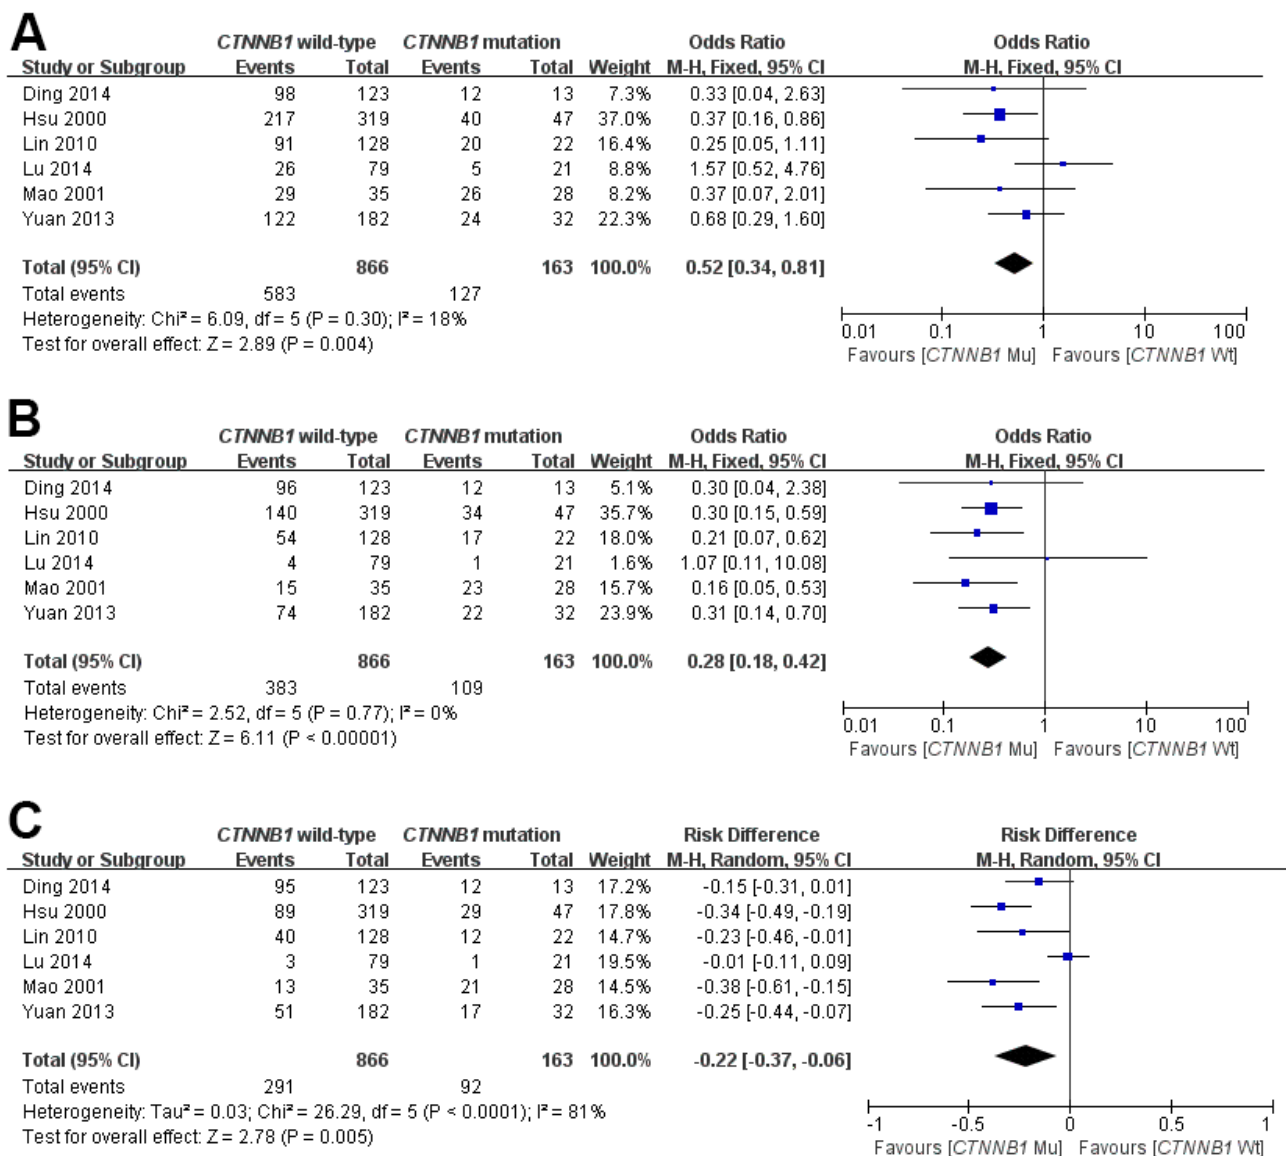 A
CTNNB1 wild-type CTNNB1 mutation Odds Ratio Odds Ratio
Study or Subgroup Events Total Events Total Weight M-H, Fixed, 95% CI M-H, Fixed, 95% CI
Ding 2014 98 123 12 13 7.3% 0.33 [0.04, 2.63]
Hsu 2000 217 319 40 47 37.0% 0.37 [0.16, 0.86]
Lin 2010 91 128 20 22 16.4% 0.25 [0.05, 1.11]
Lu 2014 26 79 5 21 8.8% 1.57 [0.52, 4.76]
Mao 2001 29 35 26 28 8.2% 0.37 [0.07, 2.01]
Yuan 2013 122 182 24 32 22.3% 0.68 [0.29, 1.60]
Total (95% CI) 866 163 100.0% 0.52 [0.34, 0.81]
Total events 583 127
Heterogeneity: Chi² = 6.09, df = 5 (P = 0.30); I² = 18%
Test for overall effect: Z = 2.89 (P = 0.004)
0.01 0.1 1 10 100
Favours [CTNNB1 Mu] Favours [CTNNB1 Wt]
B
CTNNB1 wild-type CTNNB1 mutation Odds Ratio Odds Ratio
Study or Subgroup Events Total Events Total Weight M-H, Fixed, 95% CI M-H, Fixed, 95% CI
Ding 2014 96 123 12 13 5.1% 0.30 [0.04, 2.38]
Hsu 2000 140 319 34 47 35.7% 0.30 [0.15, 0.59]
Lin 2010 54 128 17 22 18.0% 0.21 [0.07, 0.62]
Lu 2014 4 79 1 21 1.6% 1.07 [0.11, 10.08]
Mao 2001 15 35 23 28 15.7% 0.16 [0.05, 0.53]
Yuan 2013 74 182 22 32 23.9% 0.31 [0.14, 0.70]
Total (95% CI) 866 163 100.0% 0.28 [0.18, 0.42]
Total events 383 109
Heterogeneity: Chi² = 2.52, df = 5 (P = 0.77); I² = 0%
Test for overall effect: Z = 6.11 (P < 0.00001)
0.01 0.1 1 10 100
Favours [CTNNB1 Mu] Favours [CTNNB1 Wt]
C
CTNNB1 wild-type CTNNB1 mutation Risk Difference Risk Difference
Study or Subgroup Events Total Events Total Weight M-H, Random, 95% CI M-H, Random, 95% CI
Ding 2014 95 123 12 13 17.2% -0.15 [-0.31, 0.01]
Hsu 2000 89 319 29 47 17.8% -0.34 [-0.49, -0.19]
Lin 2010 40 128 12 22 14.7% -0.23 [-0.46, -0.01]
Lu 2014 3 79 1 21 19.5% -0.01 [-0.11, 0.09]
Mao 2001 13 35 21 28 14.5% -0.38 [-0.61, -0.15]
Yuan 2013 51 182 17 32 16.3% -0.25 [-0.44, -0.07]
Total (95% CI) 866 163 100.0% -0.22 [-0.37, -0.06]
Total events 291 92
Heterogeneity: Tau² = 0.03; Chi² = 26.29, df = 5 (P < 0.0001); I² = 81%
Test for overall effect: Z = 2.78 (P = 0.005)
-1 -0.5 0 0.5 1
Favours [CTNNB1 Mu] Favours [CTNNB1 Wt]